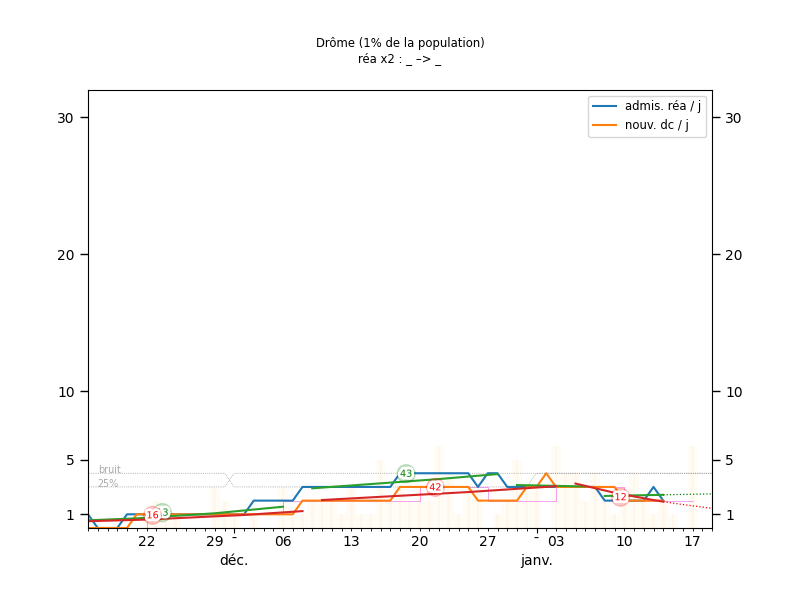 Drôme (1% de la population)
réa x2 : _ –> _
admis. réa / j
nouv. dc / j
30 30
20 20
10 10
5 5
1 1
bruit
25%
43
42
16 3
12
22 29 06 13 20 27 03 10 17
déc. janv.